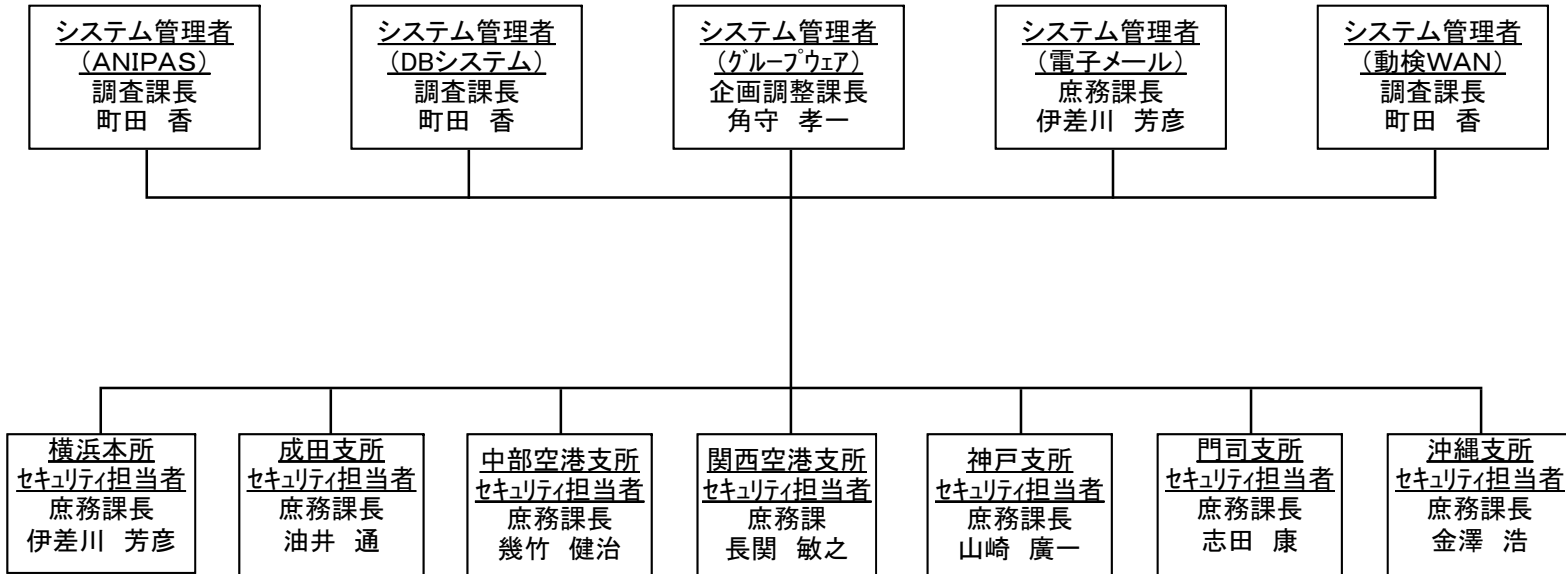 システム管理者
(ANIPAS)
調査課長
町田 香
システム管理者
(DBシステム)
調査課長
町田 香
システム管理者
(ｸﾞﾙｰﾌﾟｳｪｱ)
企画調整課長
角守 孝一
システム管理者
(電子メール)
庶務課長
伊差川 芳彦
システム管理者
(動検WAN)
調査課長
町田 香
横浜本所
ｾｷｭﾘﾃｨ担当者
庶務課長
伊差川 芳彦
成田支所
ｾｷｭﾘﾃｨ担当者
庶務課長
油井 通
中部空港支所
ｾｷｭﾘﾃｨ担当者
庶務課長
幾竹 健治
関西空港支所
ｾｷｭﾘﾃｨ担当者
庶務課
長関 敏之
神戸支所
ｾｷｭﾘﾃｨ担当者
庶務課長
山崎 廣一
門司支所
ｾｷｭﾘﾃｨ担当者
庶務課長
志田 康
沖縄支所
ｾｷｭﾘﾃｨ担当者
庶務課長
金澤 浩